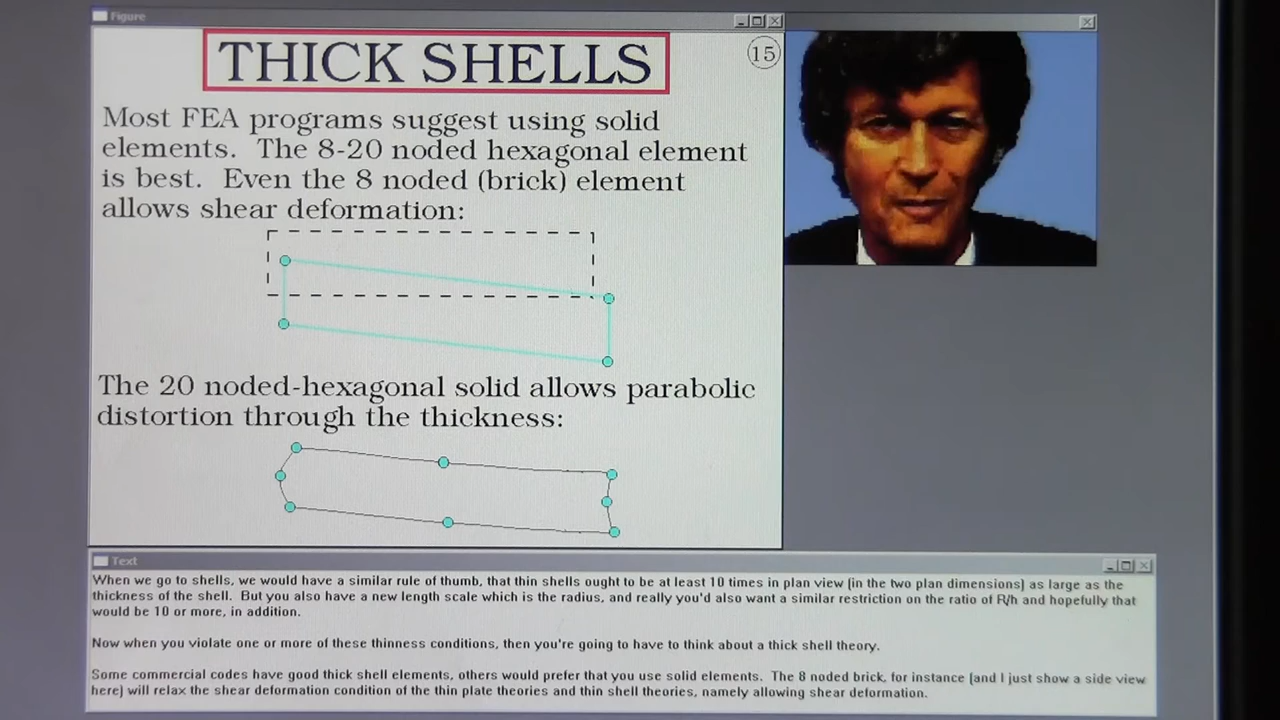 Figure
THICK SHELLS
15
Most FEA programs suggest using solid
elements. The 8-20 noded hexagonal element
is best. Even the 8 noded (brick) element
allows shear deformation:
The 20 noded-hexagonal solid allows parabolic
distortion through the thickness:
Text
When we go to shells, we would have a similar rule of thumb, that thin shells ought to be at least 10 times in plan view (in the two plan dimensions) as large as the
thickness of the shell. But you also have a new length scale which is the radius, and really you'd also want a similar restriction on the ratio of R/h and hopefully that
would be 10 or more, in addition.
Now when you violate one or more of these thinness conditions, then you're going to have to think about a thick shell theory.
Some commercial codes have good thick shell elements, others would prefer that you use solid elements. The 8 noded brick, for instance (and I just show a side view
here) will relax the shear deformation condition of the thin plate theories and thin shell theories, namely allowing shear deformation.